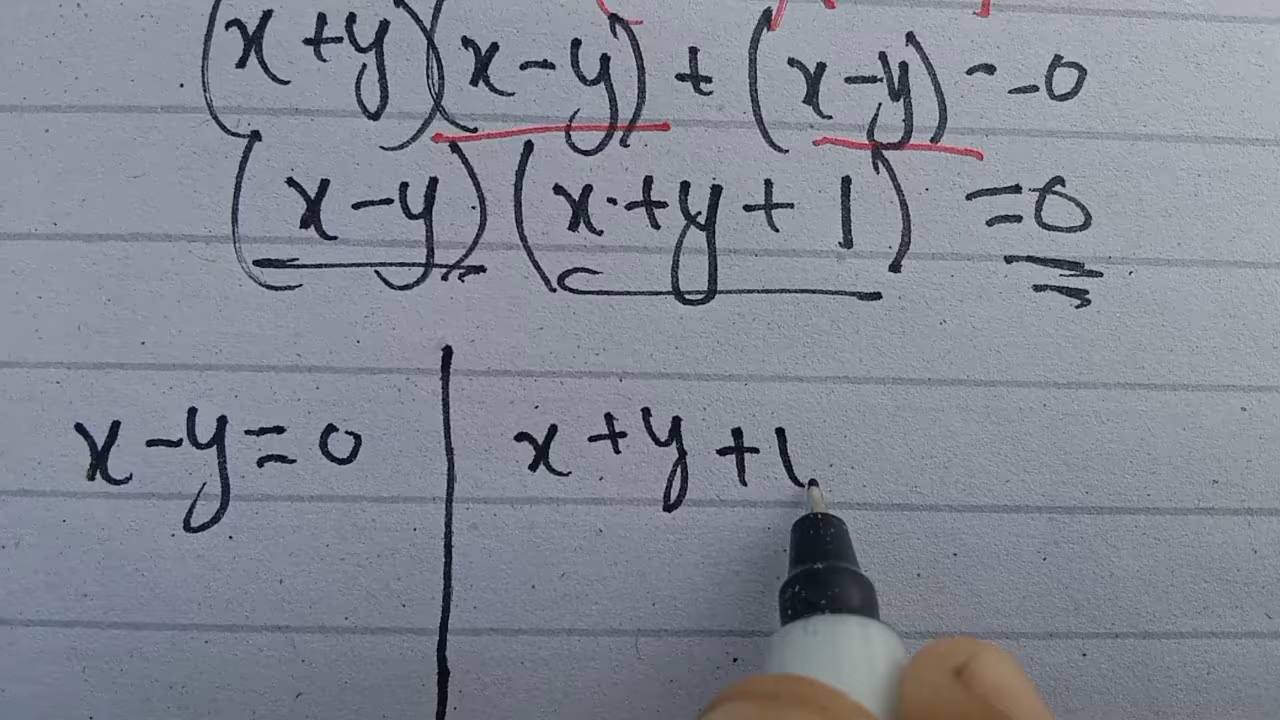 (x+y)(x-y) + (x-y) = 0
(x-y) (x+y+1) = 0
x-y=0 | x+y+1